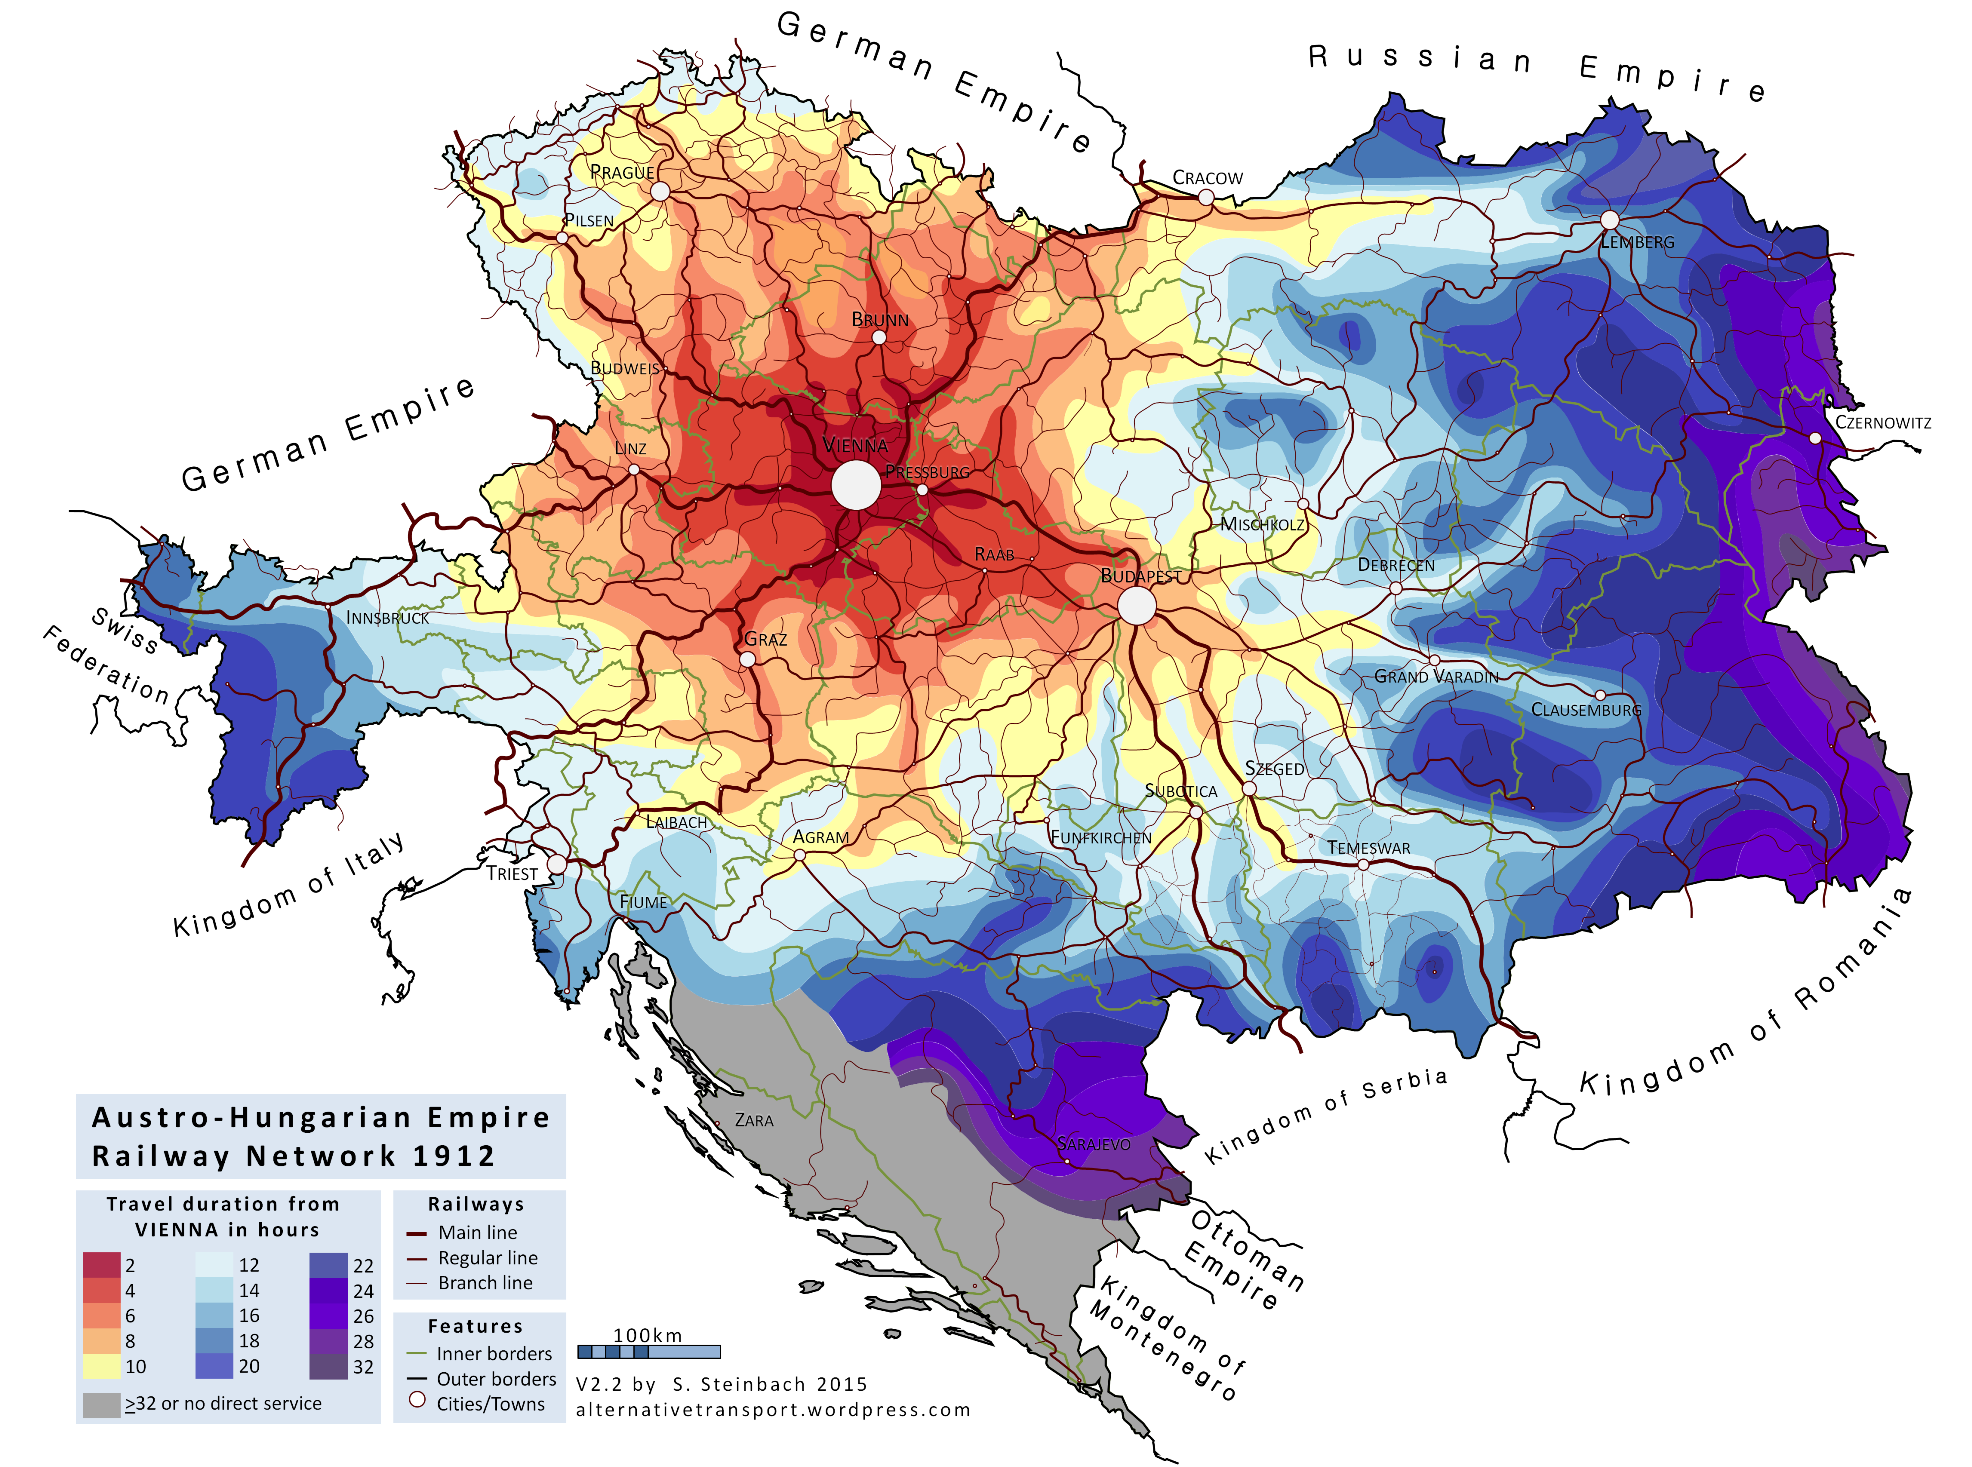 German Empire
Russian Empire
German Empire
Swiss
Federation
Kingdom of Italy
Kingdom of Romania
Kingdom of Serbia
Ottoman
Empire
Kingdom of
Montenegro
CRACOW
PRAGUE
PILSEN
LEMBERG
BRUNN
BUDWEIS
CZERNOWITZ
LINZ
VIENNA
PRESSBURG
MISCHKOLZ
RAAB
DEBRECEN
BUDAPEST
INNSBRUCK
GRAZ
GRAND VARADIN
CLAUSEMBURG
SZEGED
SUBOTICA
LAIBACH
AGRAM
FUNFKIRCHEN
TEMESWAR
TRIEST
FIUME
ZARA
SARAJEVO
Austro-Hungarian Empire
Railway Network 1912
Travel duration from
VIENNA in hours
2
4
6
8
10
12
14
16
18
20
22
24
26
28
32
≥32 or no direct service
Railways
Main line
Regular line
Branch line
Features
Inner borders
Outer borders
Cities/Towns
100km
V2.2 by S. Steinbach 2015
alternativetransport.wordpress.com